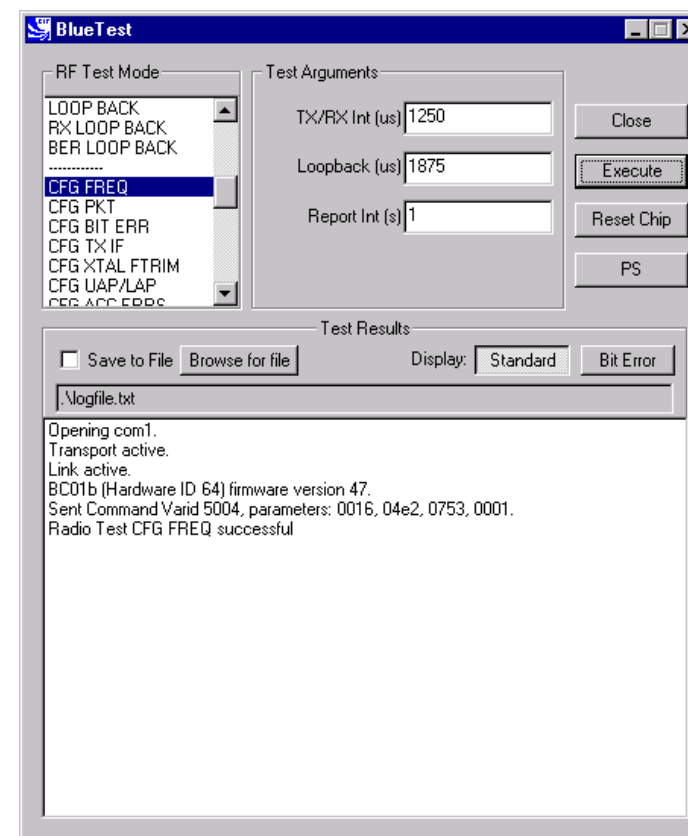 BlueTest
RF Test Mode
LOOP BACK
RX LOOP BACK
BER LOOP BACK
-----------
CFG FREQ
CFG PKT
CFG BIT ERR
CFG TX IF
CFG XTAL FTRIM
CFG UAP/LAP
CFG ACC ERRS
Test Arguments
TX/RX Int (us) 1250
Loopback (us) 1875
Report Int (s) 1
Close
Execute
Reset Chip
PS
Test Results
Save to File Browse for file Display: Standard Bit Error
.\logfile.txt
Opening com1.
Transport active.
Link active.
BC01b (Hardware ID 64) firmware version 47.
Sent Command Varid 5004, parameters: 0016, 04e2, 0753, 0001.
Radio Test CFG FREQ successful